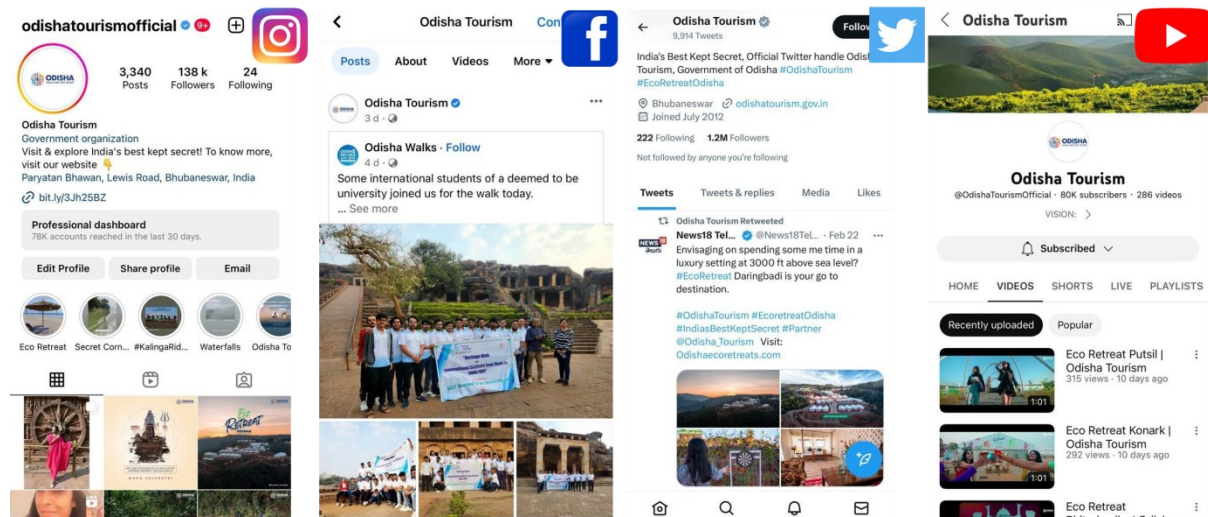 odishatourismofficial 9+
ODISHA
3,340 138 k 24
Posts Followers Following
Odisha Tourism
Government organization
Visit & explore India's best kept secret! To know more,
visit our website
Paryatan Bhawan, Lewis Road, Bhubaneswar, India
bit.ly/3Jh25BZ
Professional dashboard
78K accounts reached in the last 30 days.
Edit Profile Share profile Email
Eco Retreat Secret Corn... #KalingaRid... Waterfalls Odisha To
MAHA SHIVRATRI
Eco
RETREAT
Odisha Tourism Con
Posts About Videos More
Odisha Tourism
3 d ·
Odisha Walks · Follow
4 d ·
Some international students of a deemed to be
university joined us for the walk today.
... See more
Odisha Tourism
9,914 Tweets
Follow
India's Best Kept Secret, Official Twitter handle Odish
Tourism, Government of Odisha #OdishaTourism
#EcoRetreatOdisha
Bhubaneswar odishatourism.gov.in
Joined July 2012
222 Following 1.2M Followers
Not followed by anyone you're following
Tweets Tweets & replies Media Likes
Odisha Tourism Retweeted
NEWS18 News18 Tel... @News18Tel... · Feb 22 ...
Envisaging on spending some me time in a
luxury setting at 3000 ft above sea level?
#EcoRetreat Daringbadi is your go to
destination.
#OdishaTourism #EcoretreatOdisha
#IndiasBestKeptSecret #Partner
@Odisha_Tourism Visit:
Odishaecoretreats.com
Odisha Tourism
ODISHA
Odisha Tourism
@OdishaTourismOfficial · 80K subscribers · 286 videos
VISION:
Subscribed
HOME VIDEOS SHORTS LIVE PLAYLISTS
Recently uploaded Popular
Eco Retreat Putsil |
Odisha Tourism
315 views · 10 days ago
1:01
Eco Retreat Konark |
Odisha Tourism
292 views · 10 days ago
1:01
Eco Retreat